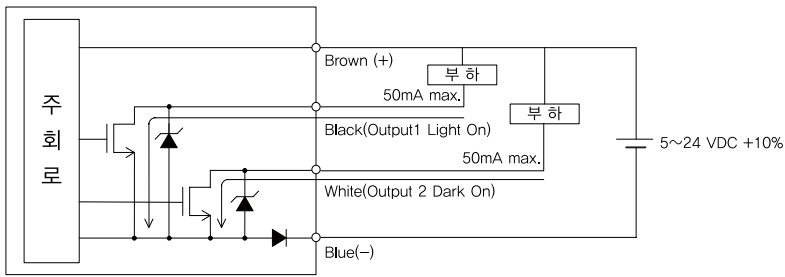 주회로
Brown (+)
부 하
50mA max.
Black(Output1 Light On)
부 하
50mA max.
White(Output 2 Dark On)
5~24 VDC +10%
Blue(-)